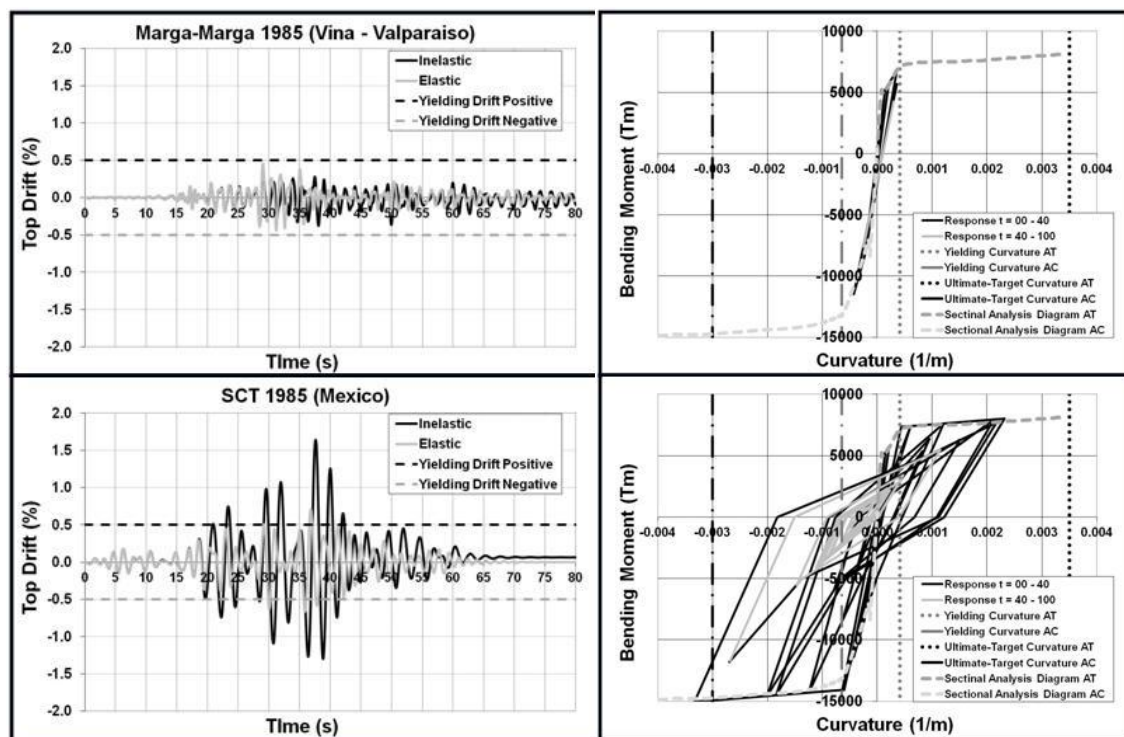 Marga-Marga 1985 (Vina - Valparaiso)
2.0
1.5
1.0
0.5
0.0
-0.5
-1.0
-1.5
-2.0
Top Drift (%)
Inelastic
Elastic
Yielding Drift Positive
Yielding Drift Negative
0 5 10 15 20 25 30 35 40 45 50 55 60 65 70 75 80
TIme (s)
10000
5000
0
-5000
-10000
-15000
Bending Moment (Tm)
-0.004 -0.003 -0.002 -0.001 0.000 0.001 0.002 0.003 0.004
Response t = 00 - 40
Response t = 40 - 100
Yielding Curvature AT
Yielding Curvature AC
Ultimate-Target Curvature AT
Ultimate-Target Curvature AC
Sectinal Analysis Diagram AT
Sectional Analysis Diagram AC
Curvature (1/m)
SCT 1985 (Mexico)
2.0
1.5
1.0
0.5
0.0
-0.5
-1.0
-1.5
-2.0
Top Drift (%)
Inelastic
Elastic
Yielding Drift Positive
Yielding Drift Negative
0 5 10 15 20 25 30 35 40 45 50 55 60 65 70 75 80
TIme (s)
10000
5000
0
-5000
-10000
-15000
Bending Moment (Tm)
-0.004 -0.003 -0.002 -0.001 0.000 0.001 0.002 0.003 0.004
Response t = 00 - 40
Response t = 40 - 100
Yielding Curvature AT
Yielding Curvature AC
Ultimate-Target Curvature AT
Ultimate-Target Curvature AC
Sectinal Analysis Diagram AT
Sectional Analysis Diagram AC
Curvature (1/m)